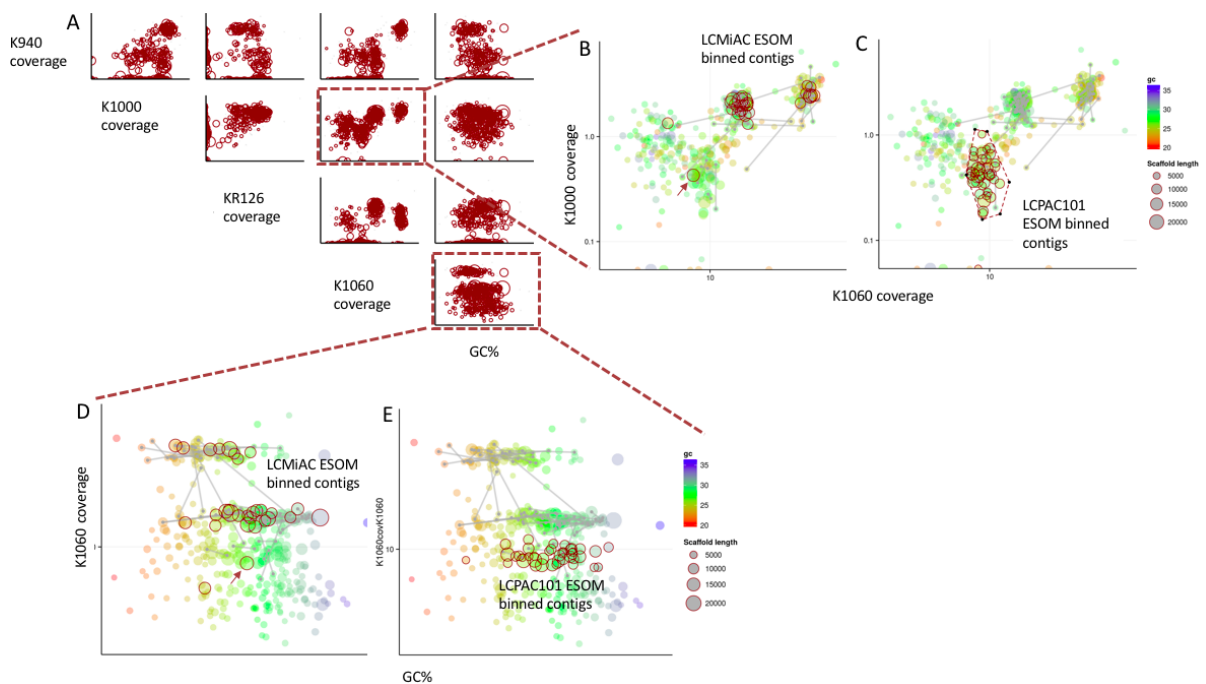 A
K940
coverage
K1000
coverage
KR126
coverage
K1060
coverage
GC%
B
LCMiAC ESOM
binned contigs
K1000 coverage
1.0
0.1
10
C
1.0
0.1
10
LCPAC101
ESOM binned
contigs
K1060 coverage
gc
35
30
25
20
Scaffold length
5000
10000
15000
20000
D
LCMiAC ESOM
binned contigs
K1060 coverage
E
K1060covK1060
10
LCPAC101 ESOM
binned contigs
GC%
gc
35
30
25
20
Scaffold length
5000
10000
15000
20000